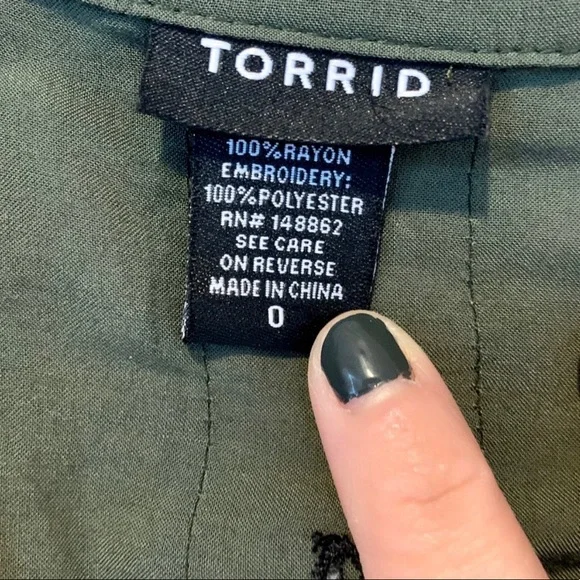 TORRID
100%RAYON
EMBROIDERY:
100%POLYESTER
RN# 148862
SEE CARE
ON REVERSE
MADE IN CHINA
0